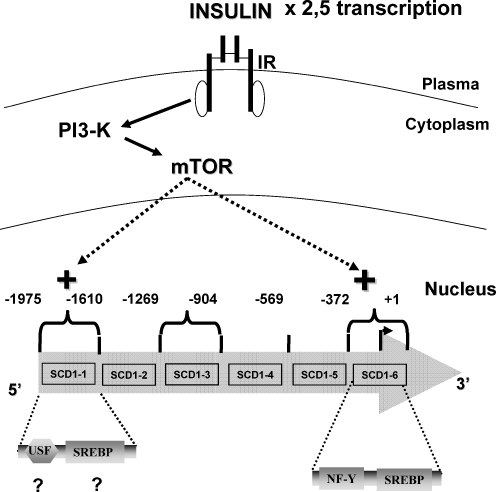 INSULIN x 2,5 transcription
IR
Plasma
Cytoplasm
PI3-K
mTOR
+ +
Nucleus
-1975 -1610 -1269 -904 -569 -372 +1
SCD1-1 SCD1-2 SCD1-3 SCD1-4 SCD1-5 SCD1-6
5' 3'
USF SREBP NF-Y SREBP
? ?